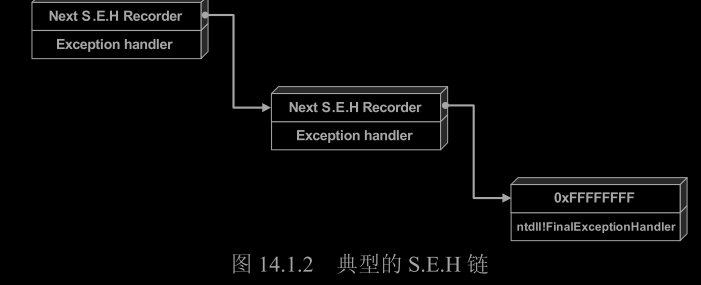 Next S.E.H Recorder
Exception handler
Next S.E.H Recorder
Exception handler
0xFFFFFFFF
ntdll!FinalExceptionHandler
图 14.1.2 典型的 S.E.H 链